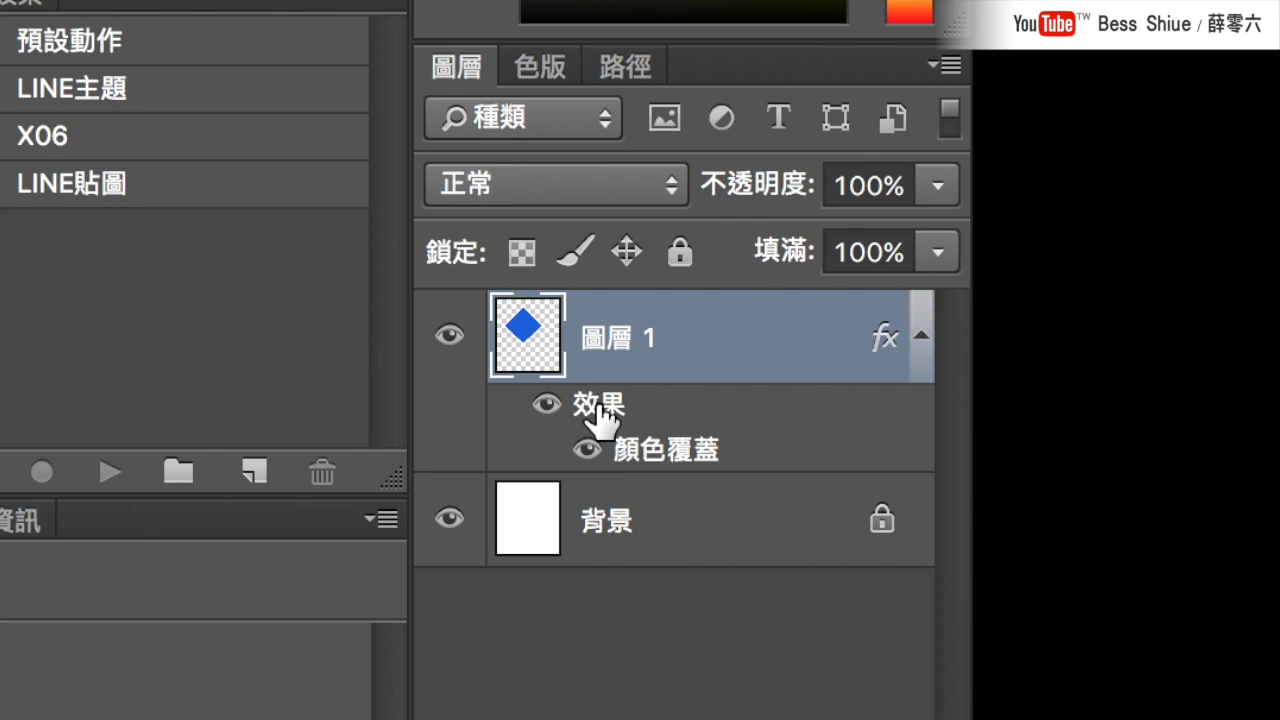 預設動作
LINE主題
X06
LINE貼圖
資訊
YouTube TW Bess Shiue / 薛零六
圖層 色版 路徑
種類 T
正常 不透明度: 100%
鎖定: 填滿: 100%
圖層 1 fx
效果
顏色覆蓋
背景